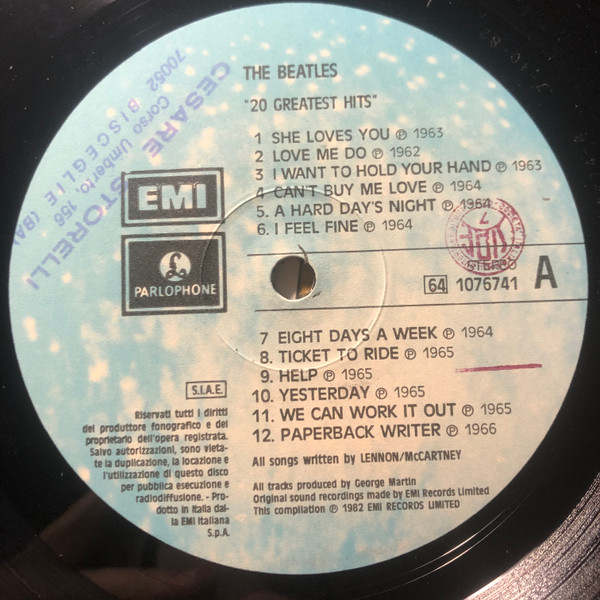 THE BEATLES
"20 GREATEST HITS"
1 SHE LOVES YOU ℗ 1963
2 LOVE ME DO ℗ 1962
3 I WANT TO HOLD YOUR HAND ℗ 1963
4 CAN'T BUY ME LOVE ℗ 1964
5. A HARD DAY'S NIGHT ℗ 1964
6. I FEEL FINE ℗ 1964
EMI
PARLOPHONE
STEREO
64 1076741 A
7 EIGHT DAYS A WEEK ℗ 1964
8. TICKET TO RIDE ℗ 1965
9. HELP ℗ 1965
10. YESTERDAY ℗ 1965
11. WE CAN WORK IT OUT ℗ 1965
12. PAPERBACK WRITER ℗ 1966
All songs written by LENNON/McCARTNEY
All tracks produced by George Martin
Original sound recordings made by EMI Records Limited
This compilation ℗ 1982 EMI RECORDS LIMITED
S.I.A.E.
Riservati tutti i diritti
del produttore fonografico e del
proprietario dell'opera registrata.
Salvo autorizzazioni, sono vieta-
te la duplicazione, la locazione e
l'utilizzazione di questo disco
per pubblica esecuzione e
radiodiffusione. - Pro-
dotto in Italia dal-
la EMI Italiana
S.p.A.
CESARE
Corso Umberto, 156
70052 BISCEGLIE (BA